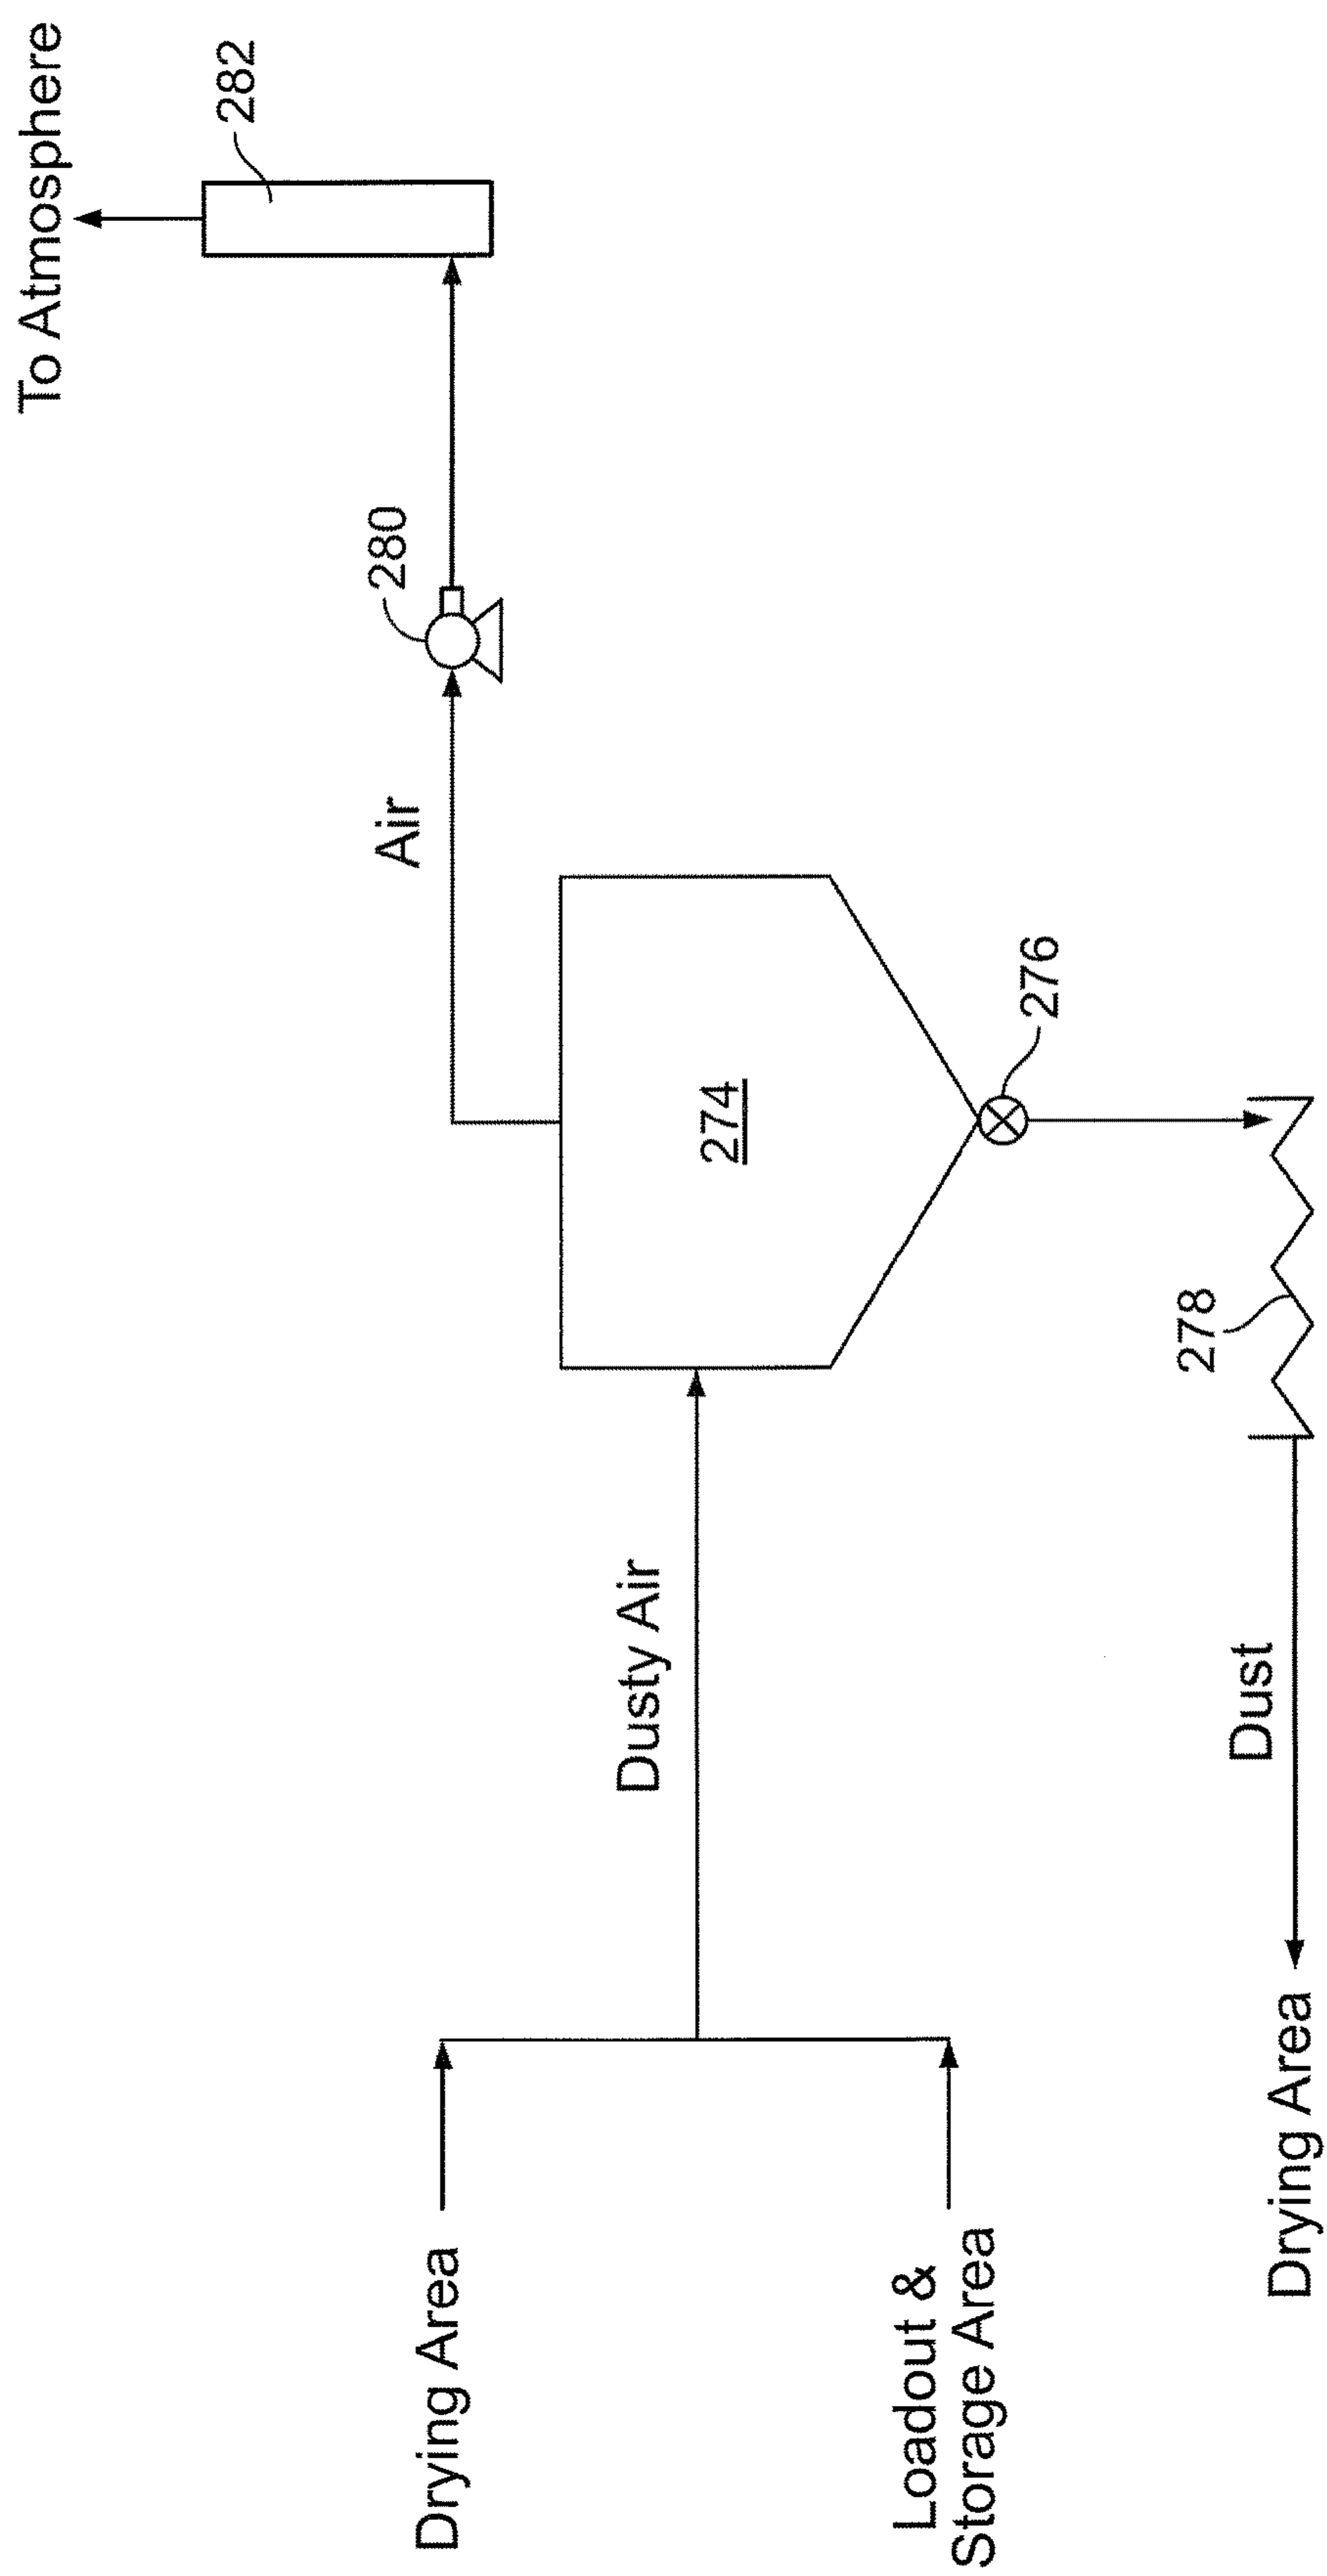 To Atmosphere
282
280
Air
274
276
Dusty Air
278
Dust
Drying Area
Loadout &
Storage Area
Drying Area